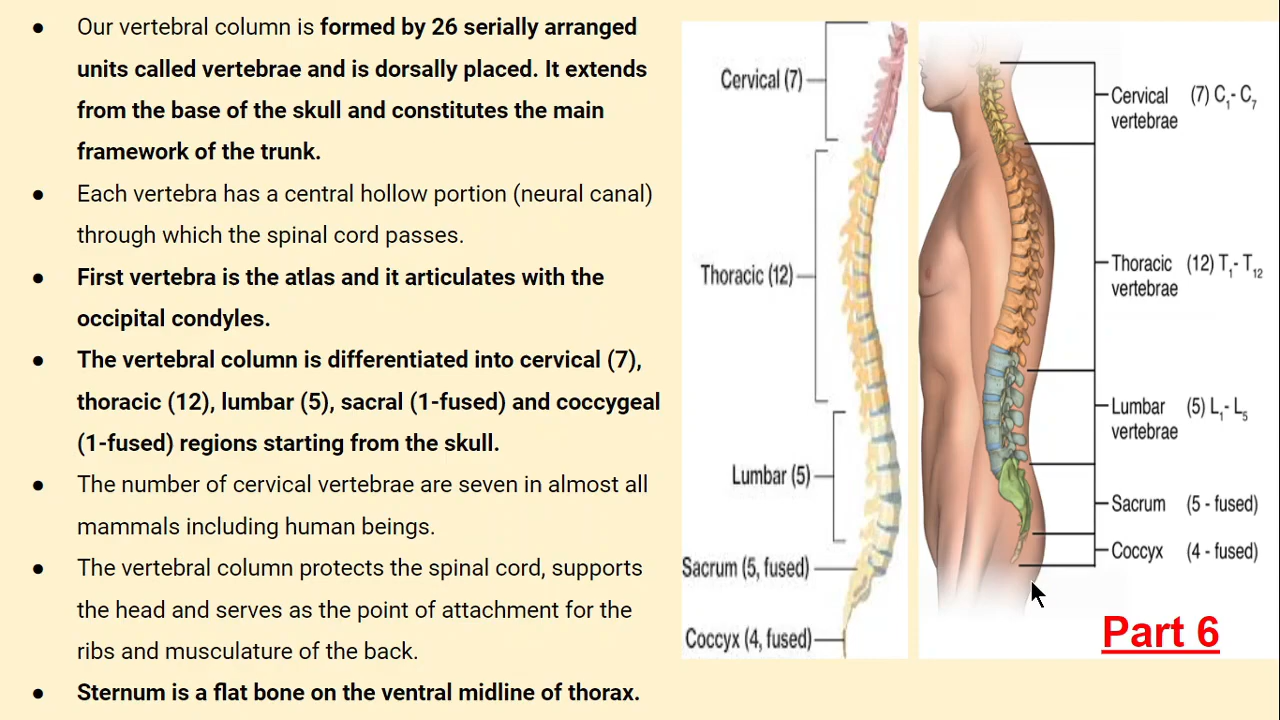 ● Our vertebral column is formed by 26 serially arranged
units called vertebrae and is dorsally placed. It extends
from the base of the skull and constitutes the main
framework of the trunk.
● Each vertebra has a central hollow portion (neural canal)
through which the spinal cord passes.
● First vertebra is the atlas and it articulates with the
occipital condyles.
● The vertebral column is differentiated into cervical (7),
thoracic (12), lumbar (5), sacral (1-fused) and coccygeal
(1-fused) regions starting from the skull.
● The number of cervical vertebrae are seven in almost all
mammals including human beings.
● The vertebral column protects the spinal cord, supports
the head and serves as the point of attachment for the
ribs and musculature of the back.
● Sternum is a flat bone on the ventral midline of thorax.
Cervical (7)
Thoracic (12)
Lumbar (5)
Sacrum (5, fused)
Coccyx (4, fused)
Cervical (7) C₁- C₇
vertebrae
Thoracic (12) T₁- T₁₂
vertebrae
Lumbar (5) L₁- L₅
vertebrae
Sacrum (5 - fused)
Coccyx (4 - fused)
Part 6